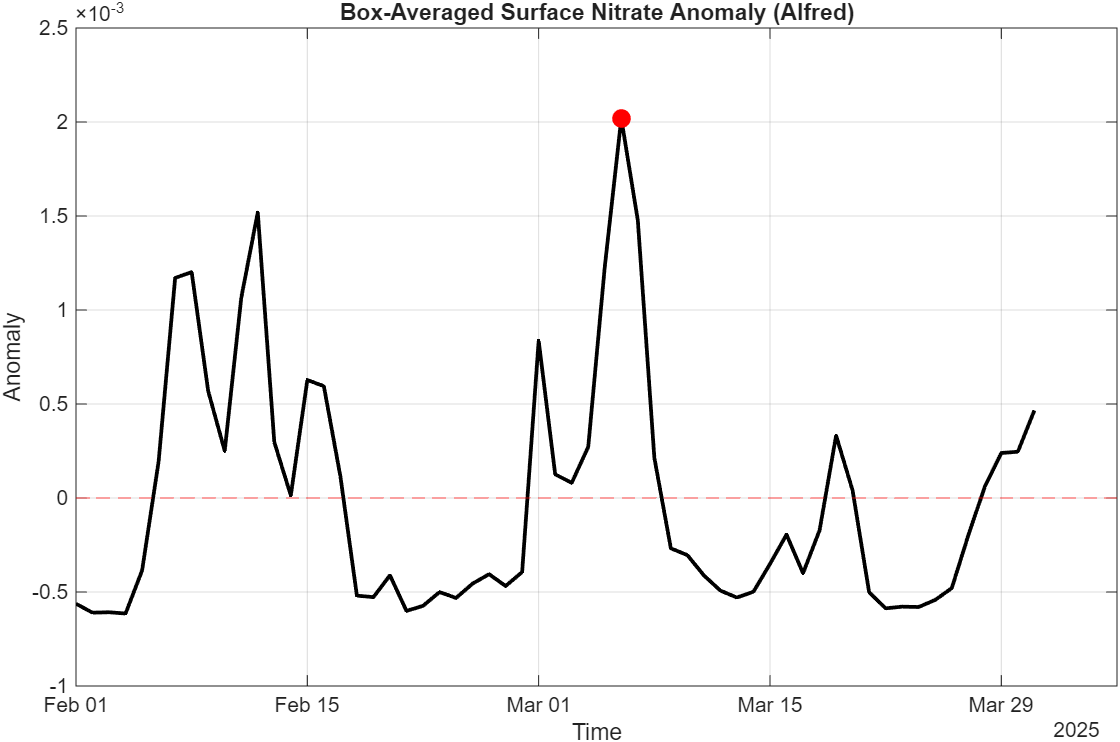 Box-Averaged Surface Nitrate Anomaly (Alfred)
×10⁻³
2.5
2
1.5
1
0.5
0
-0.5
-1
Anomaly
Feb 01 Feb 15 Mar 01 Mar 15 Mar 29
Time
2025